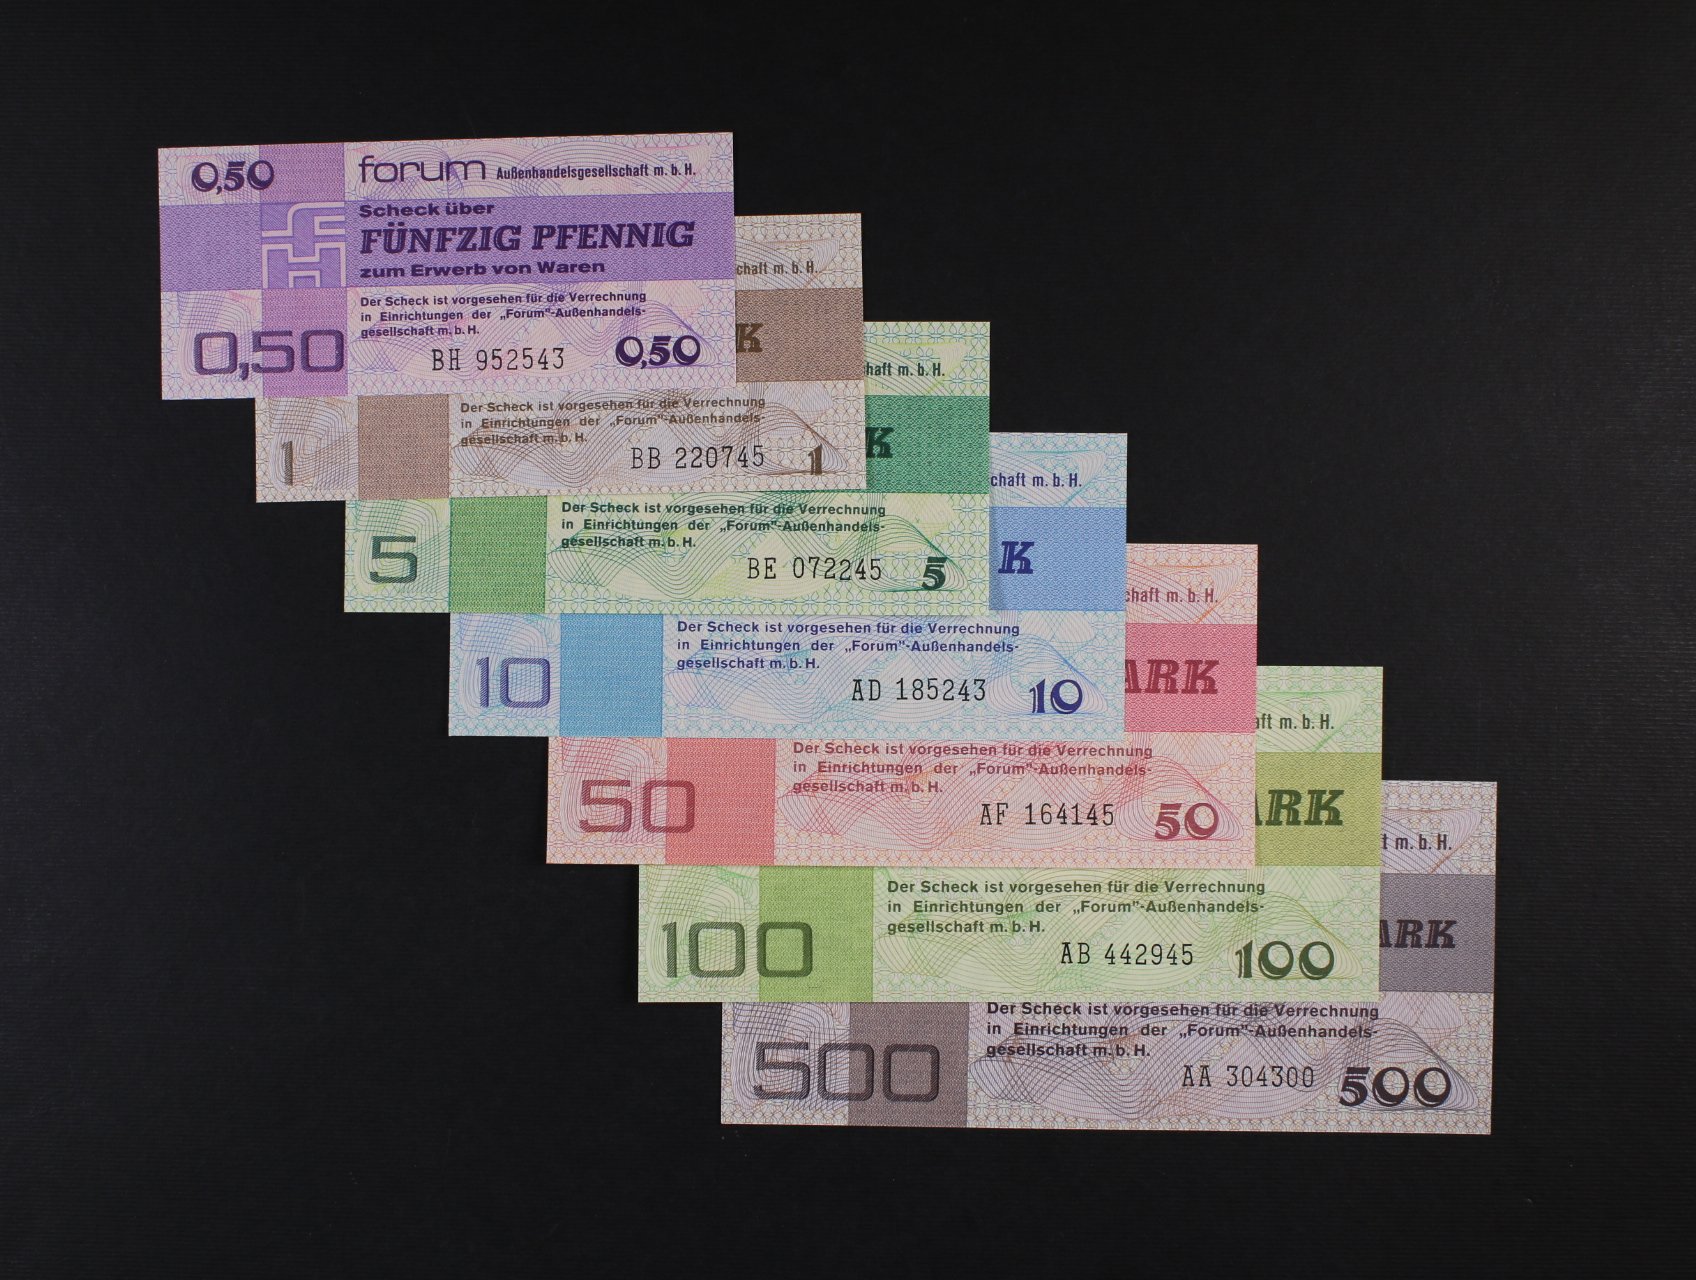 0,50
forum Außenhandelsgesellschaft m. b. H.
Scheck über
FÜNFZIG PFENNIG
zum Erwerb von Waren
Der Scheck ist vorgesehen für die Verrechnung
in Einrichtungen der „Forum"-Außenhandels-
gesellschaft m. b. H.
0,50
BH 952543
0,50
chaft m. b. H.
K
Der Scheck ist vorgesehen für die Verrechnung
in Einrichtungen der „Forum"-Außenhandels-
gesellschaft m. b. H.
1
BB 220745
1
haft m. b. H.
K
Der Scheck ist vorgesehen für die Verrechnung
in Einrichtungen der „Forum"-Außenhandels-
gesellschaft m. b. H.
5
BE 072245
5
chaft m. b. H.
K
Der Scheck ist vorgesehen für die Verrechnung
in Einrichtungen der „Forum"-Außenhandels-
gesellschaft m. b. H.
10
AD 185243
10
chaft m. b. H.
ARK
Der Scheck ist vorgesehen für die Verrechnung
in Einrichtungen der „Forum"-Außenhandels-
gesellschaft m. b. H.
50
AF 164145
50
aft m. b. H.
ARK
Der Scheck ist vorgesehen für die Verrechnung
in Einrichtungen der „Forum"-Außenhandels-
gesellschaft m. b. H.
100
AB 442945
100
t m. b. H.
ARK
Der Scheck ist vorgesehen für die Verrechnung
in Einrichtungen der „Forum"-Außenhandels-
gesellschaft m. b. H.
500
AA 304300
500